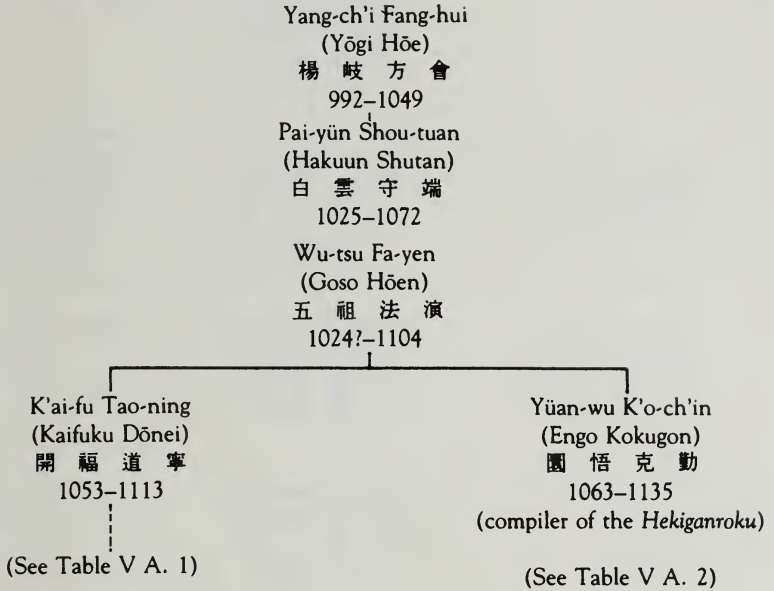 Yang-ch'i Fang-hui
(Yōgi Hōe)
楊 岐 方 會
992–1049
Pai-yün Shou-tuan
(Hakuun Shutan)
白 雲 守 端
1025–1072
Wu-tsu Fa-yen
(Goso Hōen)
五 祖 法 演
1024?–1104
K'ai-fu Tao-ning
(Kaifuku Dōnei)
開 福 道 寧
1053–1113
(See Table V A. 1)
Yüan-wu K'o-ch'in
(Engo Kokugon)
圜 悟 克 勤
1063–1135
(compiler of the Hekiganroku)
(See Table V A. 2)